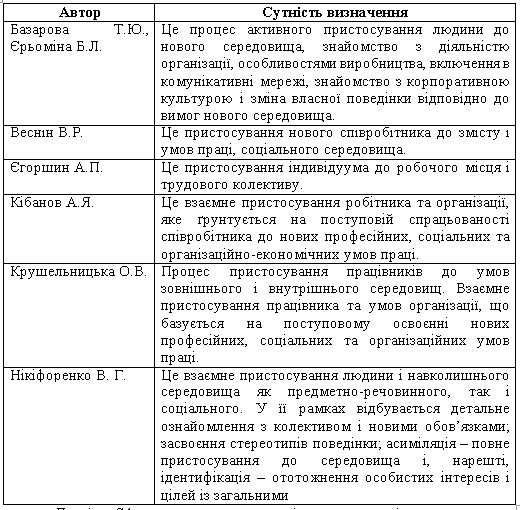 Автор Сутність визначення
Базарова Т.Ю., Це процес активного пристосування людини до
Єрьоміна Б.Л. нового середовища, знайомство з діяльністю
організації, особливостями виробництва, включення в
комунікативні мережі, знайомство з корпоративною
культурою і зміна власної поведінки відповідно до
вимог нового середовища.
Веснін В.Р. Це пристосування нового співробітника до змісту і
умов праці, соціального середовища.
Єгоршин А.П. Це пристосування індивідуума до робочого місця і
трудового колективу.
Кібанов А.Я. Це взаємне пристосування робітника та організації,
яке ґрунтується на поступовій спрацьованості
співробітника до нових професійних, соціальних та
організаційно-економічних умов праці.
Крушельницька О.В. Процес пристосування працівників до умов
зовнішнього і внутрішнього середовищ. Взаємне
пристосування працівника та умов організації, що
базується на поступовому освоєнні нових
професійних, соціальних та організаційних умов
праці.
Нікіфоренко В. Г. Це взаємне пристосування людини і навколишнього
середовища як предметно-речовинного, так і
соціального. У її рамках відбувається детальне
ознайомлення з колективом і новими обов’язками;
засвоєння стереотипів поведінки; асиміляція – повне
пристосування до середовища і, нарешті,
ідентифікація – ототоження особистих інтересів і
цілей із загальними